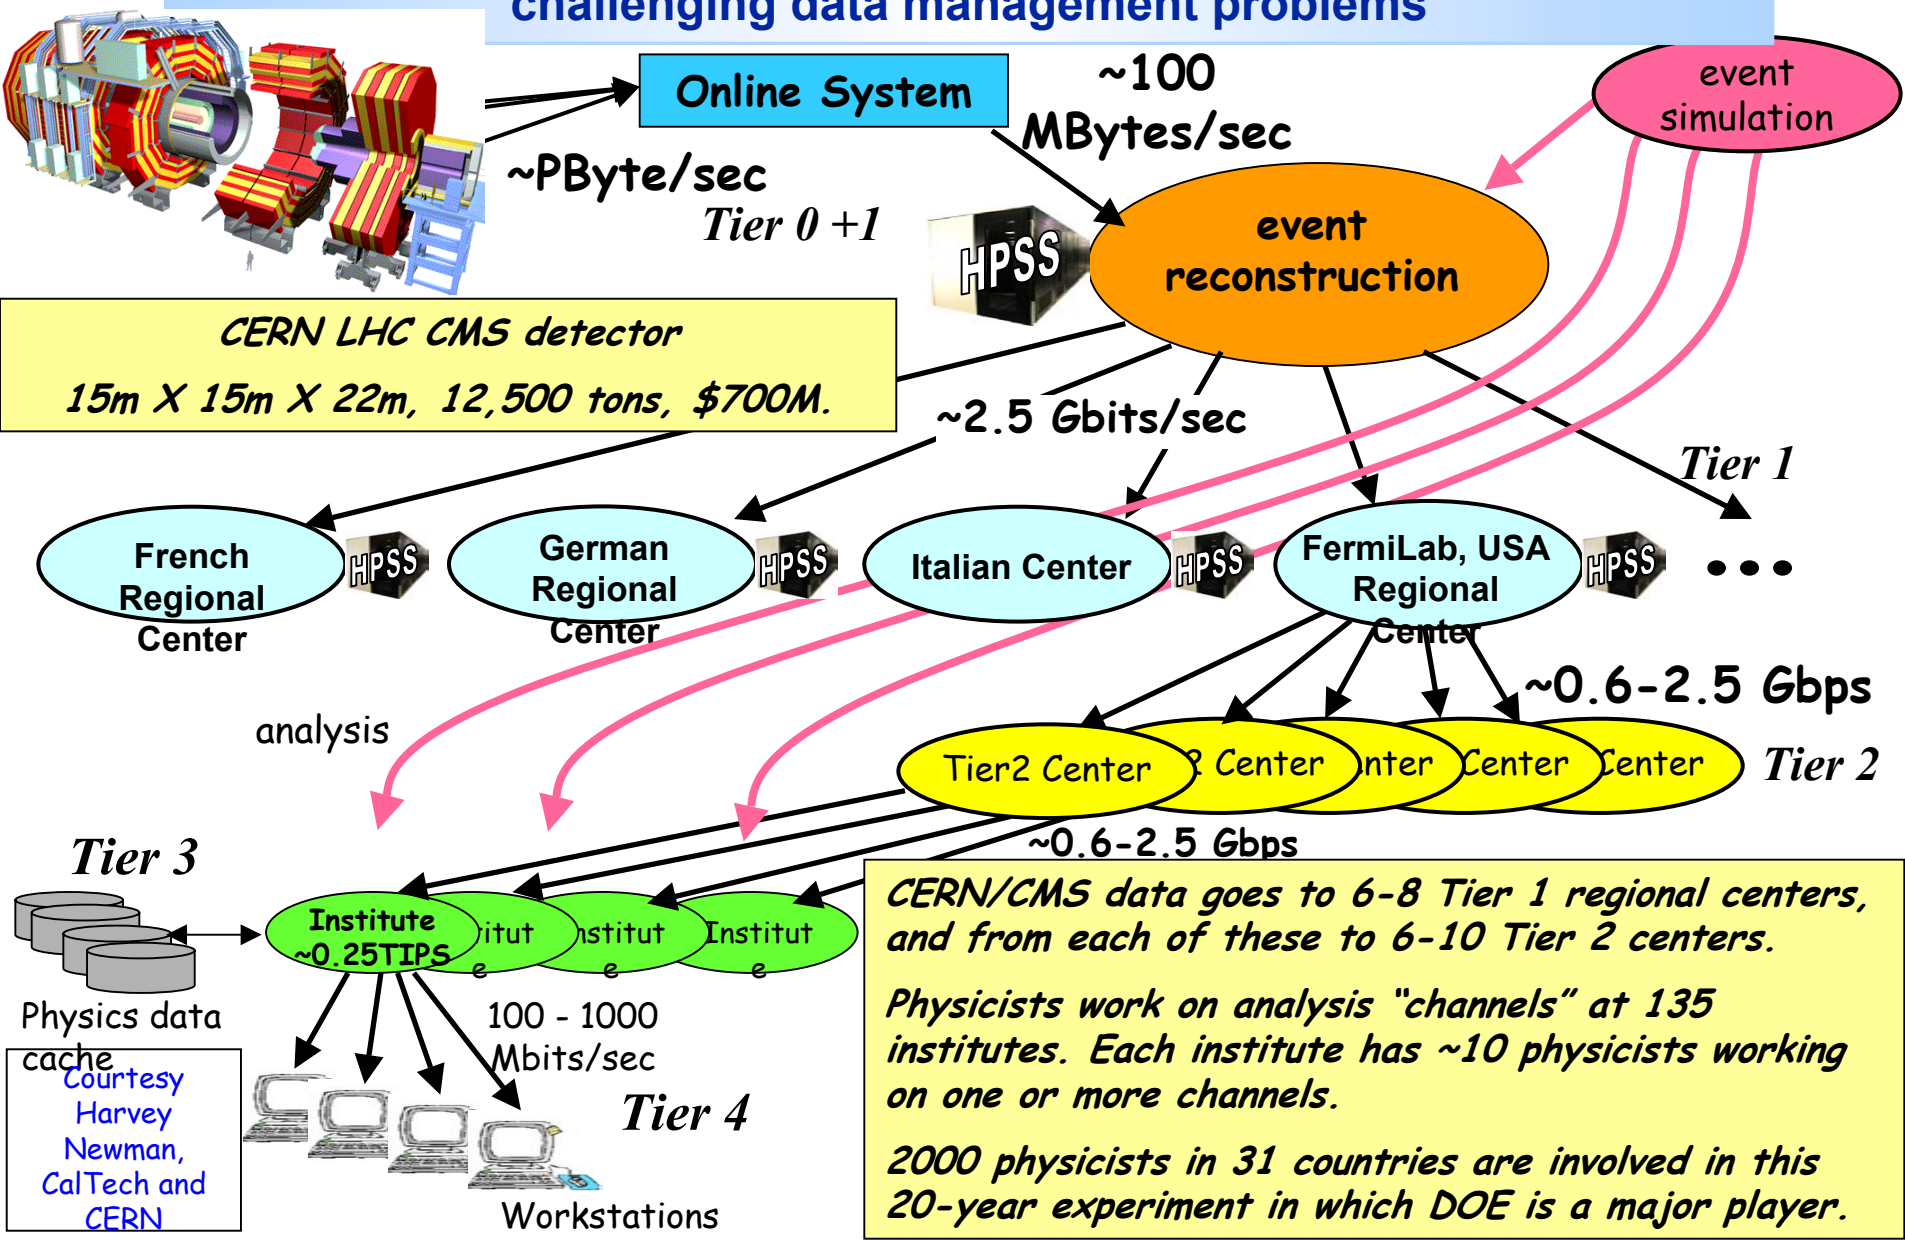 challenging data management problems
Online System
~100
MBytes/sec
event
simulation
~PByte/sec
Tier 0 +1
HPSS
event
reconstruction
CERN LHC CMS detector
15m X 15m X 22m, 12,500 tons, $700M.
~2.5 Gbits/sec
Tier 1
French
Regional
Center
HPSS
German
Regional
Center
HPSS
Italian Center
HPSS
FermiLab, USA
Regional
Center
HPSS
...
~0.6-2.5 Gbps
analysis
Tier2 Center
2 Center
nter
Center
Center
Tier 2
~0.6-2.5 Gbps
Tier 3
Institute
~0.25TIPS
titut
e
nstitut
e
Institut
e
Physics data
cache
100 - 1000
Mbits/sec
Tier 4
Workstations
Courtesy
Harvey
Newman,
CalTech and
CERN
CERN/CMS data goes to 6-8 Tier 1 regional centers,
and from each of these to 6-10 Tier 2 centers.
Physicists work on analysis “channels” at 135
institutes. Each institute has ~10 physicists working
on one or more channels.
2000 physicists in 31 countries are involved in this
20-year experiment in which DOE is a major player.